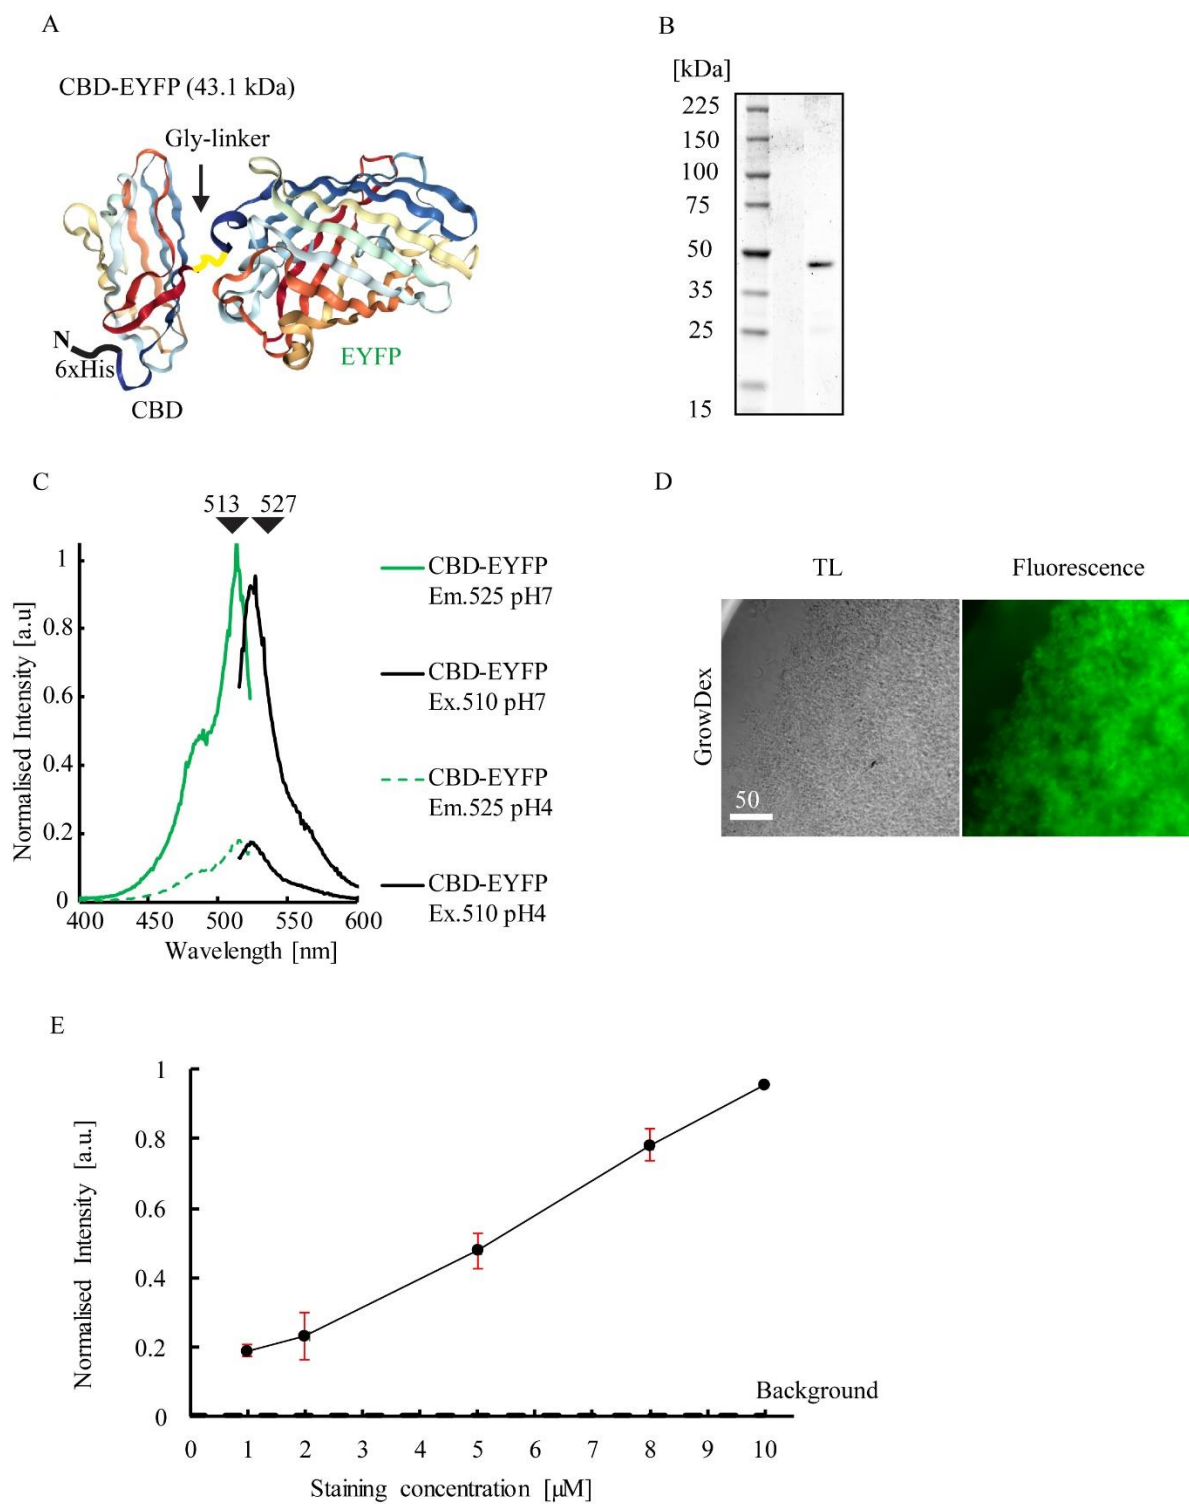 A
CBD-EYFP (43.1 kDa)
Gly-linker
N
6xHis
CBD
EYFP
B
[kDa]
225
150
100
75
50
35
25
15
C
513 527
Normalised Intensity [a.u]
1
0.8
0.6
0.4
0.2
0
400 450 500 550 600
Wavelength [nm]
CBD-EYFP
Em.525 pH7
CBD-EYFP
Ex.510 pH7
CBD-EYFP
Em.525 pH4
CBD-EYFP
Ex.510 pH4
D
TL Fluorescence
GrowDex
50
E
Normalised Intensity [a.u.]
1
0.8
0.6
0.4
0.2
0
Background
0 1 2 3 4 5 6 7 8 9 10
Staining concentration [µM]